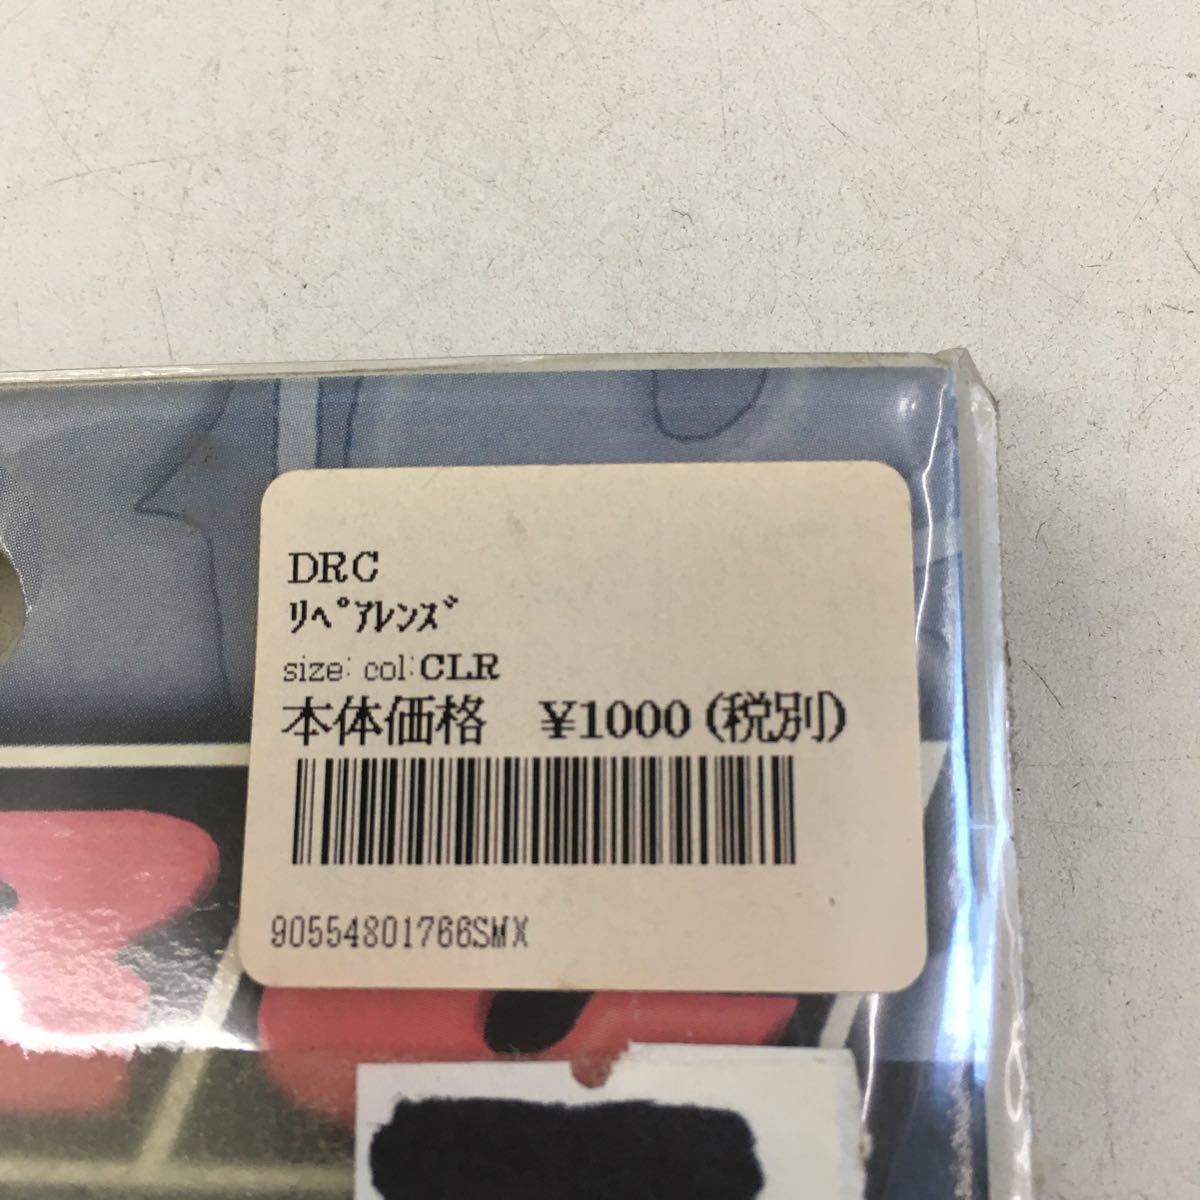 DRC
ﾘﾍﾟｱﾚﾝｽﾞ
size: col:CLR
本体価格 ¥1000(税別)
90554801766SMX